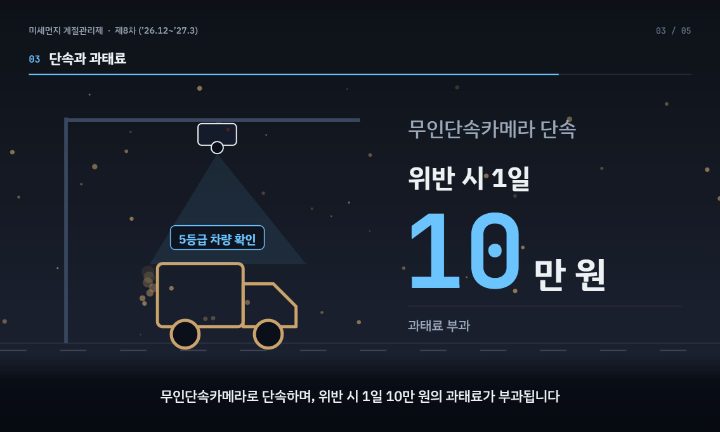 미세먼지 계절관리제 · 제8차 ('26.12~'27.3)
03 / 05
03 단속과 과태료
무인단속카메라 단속
위반 시 1일
5등급 차량 확인
10만 원
과태료 부과
무인단속카메라로 단속하며, 위반 시 1일 10만 원의 과태료가 부과됩니다